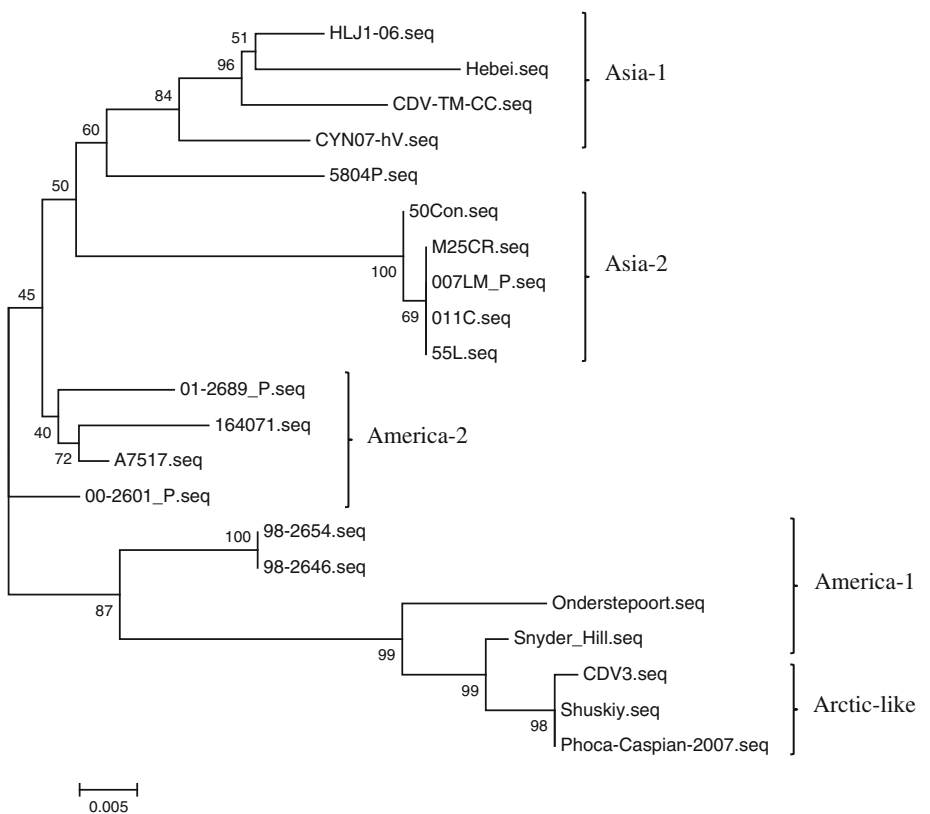 51
HLJ1-06.seq
Hebei.seq
96
CDV-TM-CC.seq
84
CYN07-hV.seq
60
5804P.seq
Asia-1
50
50Con.seq
M25CR.seq
100
007LM_P.seq
69
011C.seq
55L.seq
Asia-2
45
01-2689_P.seq
40
164071.seq
72
A7517.seq
00-2601_P.seq
America-2
100
98-2654.seq
98-2646.seq
87
Onderstepoort.seq
99
Snyder_Hill.seq
America-1
99
CDV3.seq
98
Shuskiy.seq
Phoca-Caspian-2007.seq
Arctic-like
0.005